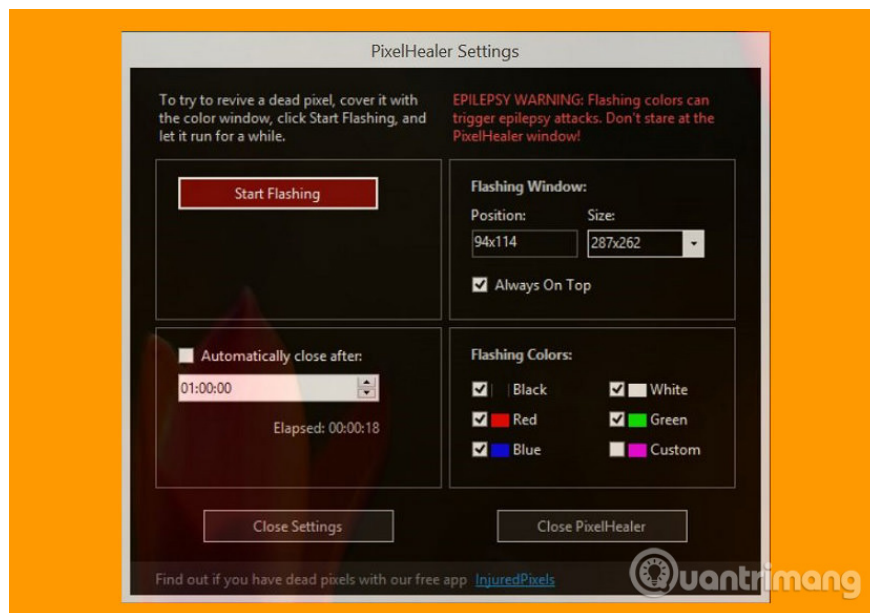 PixelHealer Settings
To try to revive a dead pixel, cover it with
the color window, click Start Flashing, and
let it run for a while.
EPILEPSY WARNING: Flashing colors can
trigger epilepsy attacks. Don't stare at the
PixelHealer window!
Start Flashing
Flashing Window:
Position: Size:
94x114 287x262
Always On Top
Automatically close after:
01:00:00
Elapsed: 00:00:18
Flashing Colors:
Black White
Red Green
Blue Custom
Close Settings Close PixelHealer
Find out if you have dead pixels with our free app InjuredPixels
Quantrimang